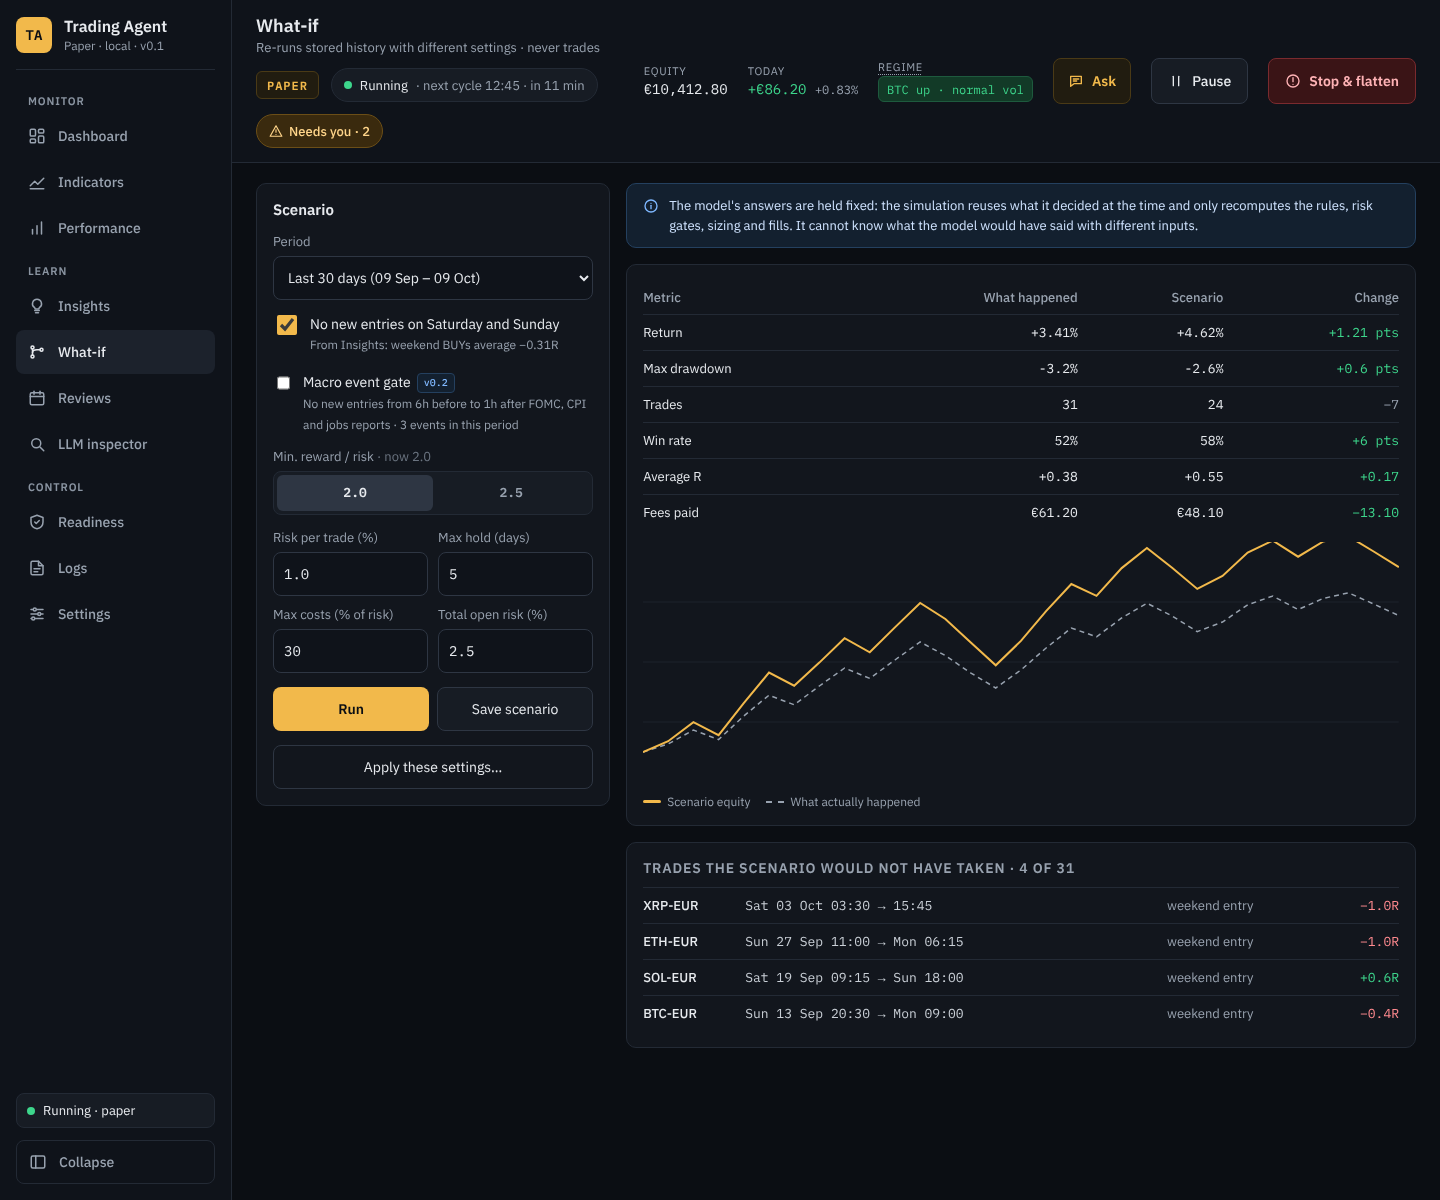 TA
Trading Agent
Paper · local · v0.1
MONITOR
Dashboard
Indicators
Performance
LEARN
Insights
What-if
Reviews
LLM inspector
CONTROL
Readiness
Logs
Settings
Running · paper
Collapse
What-if
Re-runs stored history with different settings · never trades
PAPER
Running · next cycle 12:45 · in 11 min
Needs you · 2
EQUITY
€10,412.80
TODAY
+€86.20 +0.83%
REGIME
BTC up · normal vol
Ask
Pause
Stop & flatten
Scenario
Period
Last 30 days (09 Sep – 09 Oct)
No new entries on Saturday and Sunday
From Insights: weekend BUYs average −0.31R
Macro event gate v0.2
No new entries from 6h before to 1h after FOMC, CPI
and jobs reports · 3 events in this period
Min. reward / risk · now 2.0
2.0 2.5
Risk per trade (%) Max hold (days)
1.0 5
Max costs (% of risk) Total open risk (%)
30 2.5
Run Save scenario
Apply these settings…
The model's answers are held fixed: the simulation reuses what it decided at the time and only recomputes the rules, risk
gates, sizing and fills. It cannot know what the model would have said with different inputs.
Metric What happened Scenario Change
Return +3.41% +4.62% +1.21 pts
Max drawdown -3.2% -2.6% +0.6 pts
Trades 31 24 −7
Win rate 52% 58% +6 pts
Average R +0.38 +0.55 +0.17
Fees paid €61.20 €48.10 −13.10
Scenario equity What actually happened
TRADES THE SCENARIO WOULD NOT HAVE TAKEN · 4 OF 31
XRP-EUR Sat 03 Oct 03:30 → 15:45 weekend entry −1.0R
ETH-EUR Sun 27 Sep 11:00 → Mon 06:15 weekend entry −1.0R
SOL-EUR Sat 19 Sep 09:15 → Sun 18:00 weekend entry +0.6R
BTC-EUR Sun 13 Sep 20:30 → Mon 09:00 weekend entry −0.4R